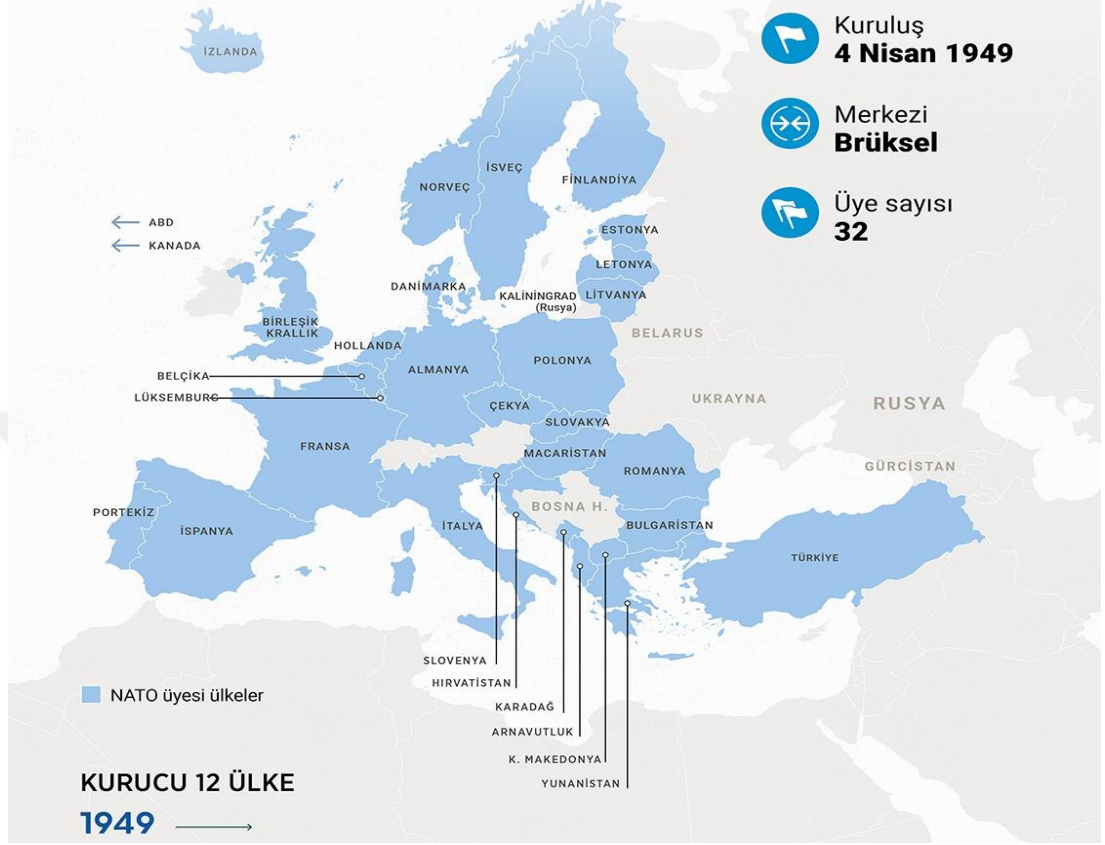 Kuruluş
4 Nisan 1949
Merkezi
Brüksel
Üye sayısı
32
İZLANDA
İSVEÇ
NORVEÇ
FİNLANDİYA
ABD
KANADA
ESTONYA
LETONYA
LİTVANYA
DANİMARKA
KALİNİNGRAD
(Rusya)
BİRLEŞİK
KRALLIK
HOLLANDA
BELARUS
POLONYA
ALMANYA
BELÇİKA
LÜKSEMBURG
ÇEKYA
UKRAYNA
RUSYA
SLOVAKYA
FRANSA
MACARİSTAN
ROMANYA
GÜRCİSTAN
BOSNA H.
PORTEKİZ
İSPANYA
İTALYA
BULGARİSTAN
TÜRKİYE
SLOVENYA
HIRVATİSTAN
KARADAĞ
ARNAVUTLUK
K. MAKEDONYA
YUNANİSTAN
NATO üyesi ülkeler
KURUCU 12 ÜLKE
1949